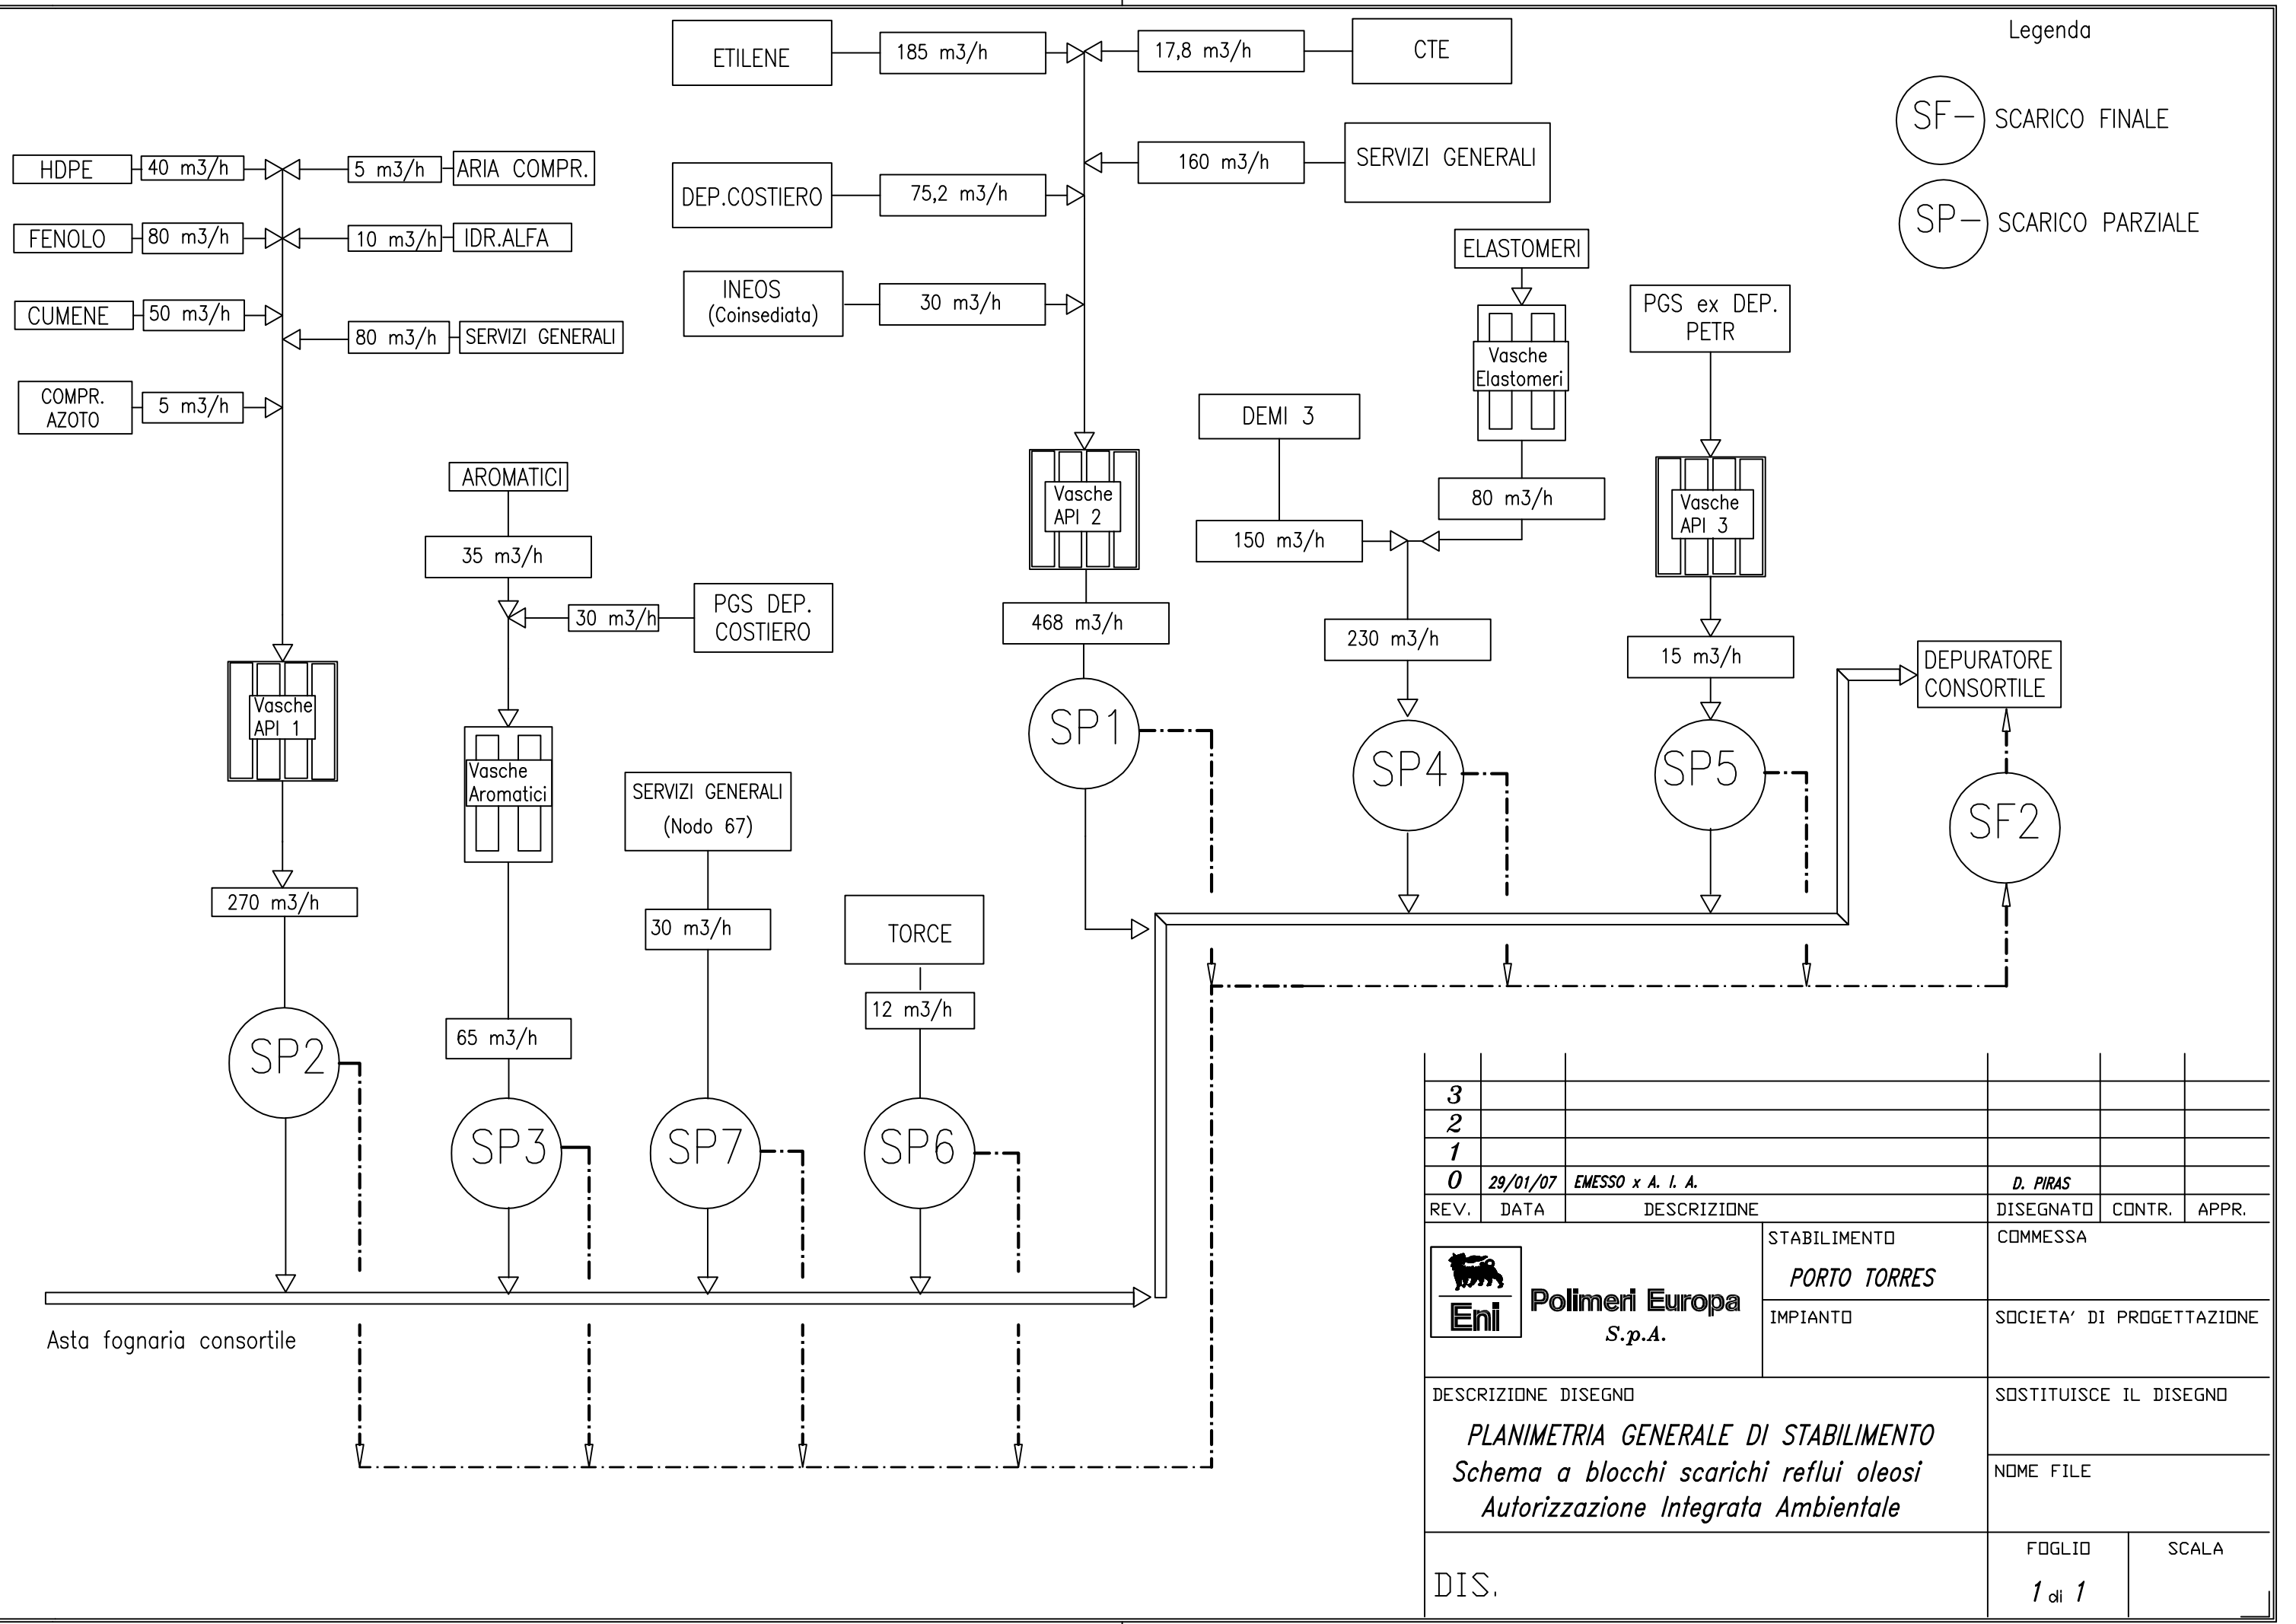 Legenda
SF- SCARICO FINALE
SP- SCARICO PARZIALE
ETILENE
185 m3/h
17,8 m3/h
CTE
DEP.COSTIERO
75,2 m3/h
160 m3/h
SERVIZI GENERALI
INEOS
(Coinsediata)
30 m3/h
HDPE
40 m3/h
5 m3/h
ARIA COMPR.
FENOLO
80 m3/h
10 m3/h
IDR.ALFA
CUMENE
50 m3/h
80 m3/h
SERVIZI GENERALI
COMPR.
AZOTO
5 m3/h
AROMATICI
35 m3/h
30 m3/h
PGS DEP.
COSTIERO
Vasche
API 1
Vasche
Aromatici
270 m3/h
65 m3/h
SERVIZI GENERALI
(Nodo 67)
30 m3/h
TORCE
12 m3/h
SP2
SP3
SP7
SP6
Asta fognaria consortile
Vasche
API 2
468 m3/h
SP1
ELASTOMERI
Vasche
Elastomeri
DEMI 3
80 m3/h
150 m3/h
230 m3/h
SP4
PGS ex DEP.
PETR
Vasche
API 3
15 m3/h
SP5
DEPURATORE
CONSORTILE
SF2
3
2
1
0 29/01/07 EMESSO x A. I. A. D. PIRAS
REV. DATA DESCRIZIONE DISEGNATO CONTR. APPR.
Eni
Polimeri Europa
S.p.A.
STABILIMENTO
PORTO TORRES
COMMESSA
IMPIANTO
SOCIETA' DI PROGETTAZIONE
DESCRIZIONE DISEGNO
PLANIMETRIA GENERALE DI STABILIMENTO
Schema a blocchi scarichi reflui oleosi
Autorizzazione Integrata Ambientale
SOSTITUISCE IL DISEGNO
NOME FILE
DIS.
FOGLIO
1 di 1
SCALA